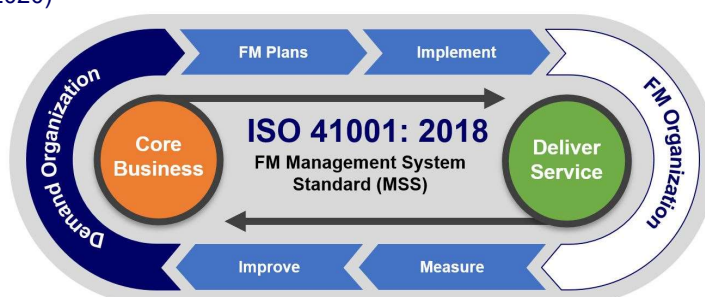 FM Plans
Implement
Demand Organization
FM Organization
Core
Business
ISO 41001: 2018
FM Management System
Standard (MSS)
Deliver
Service
Improve
Measure